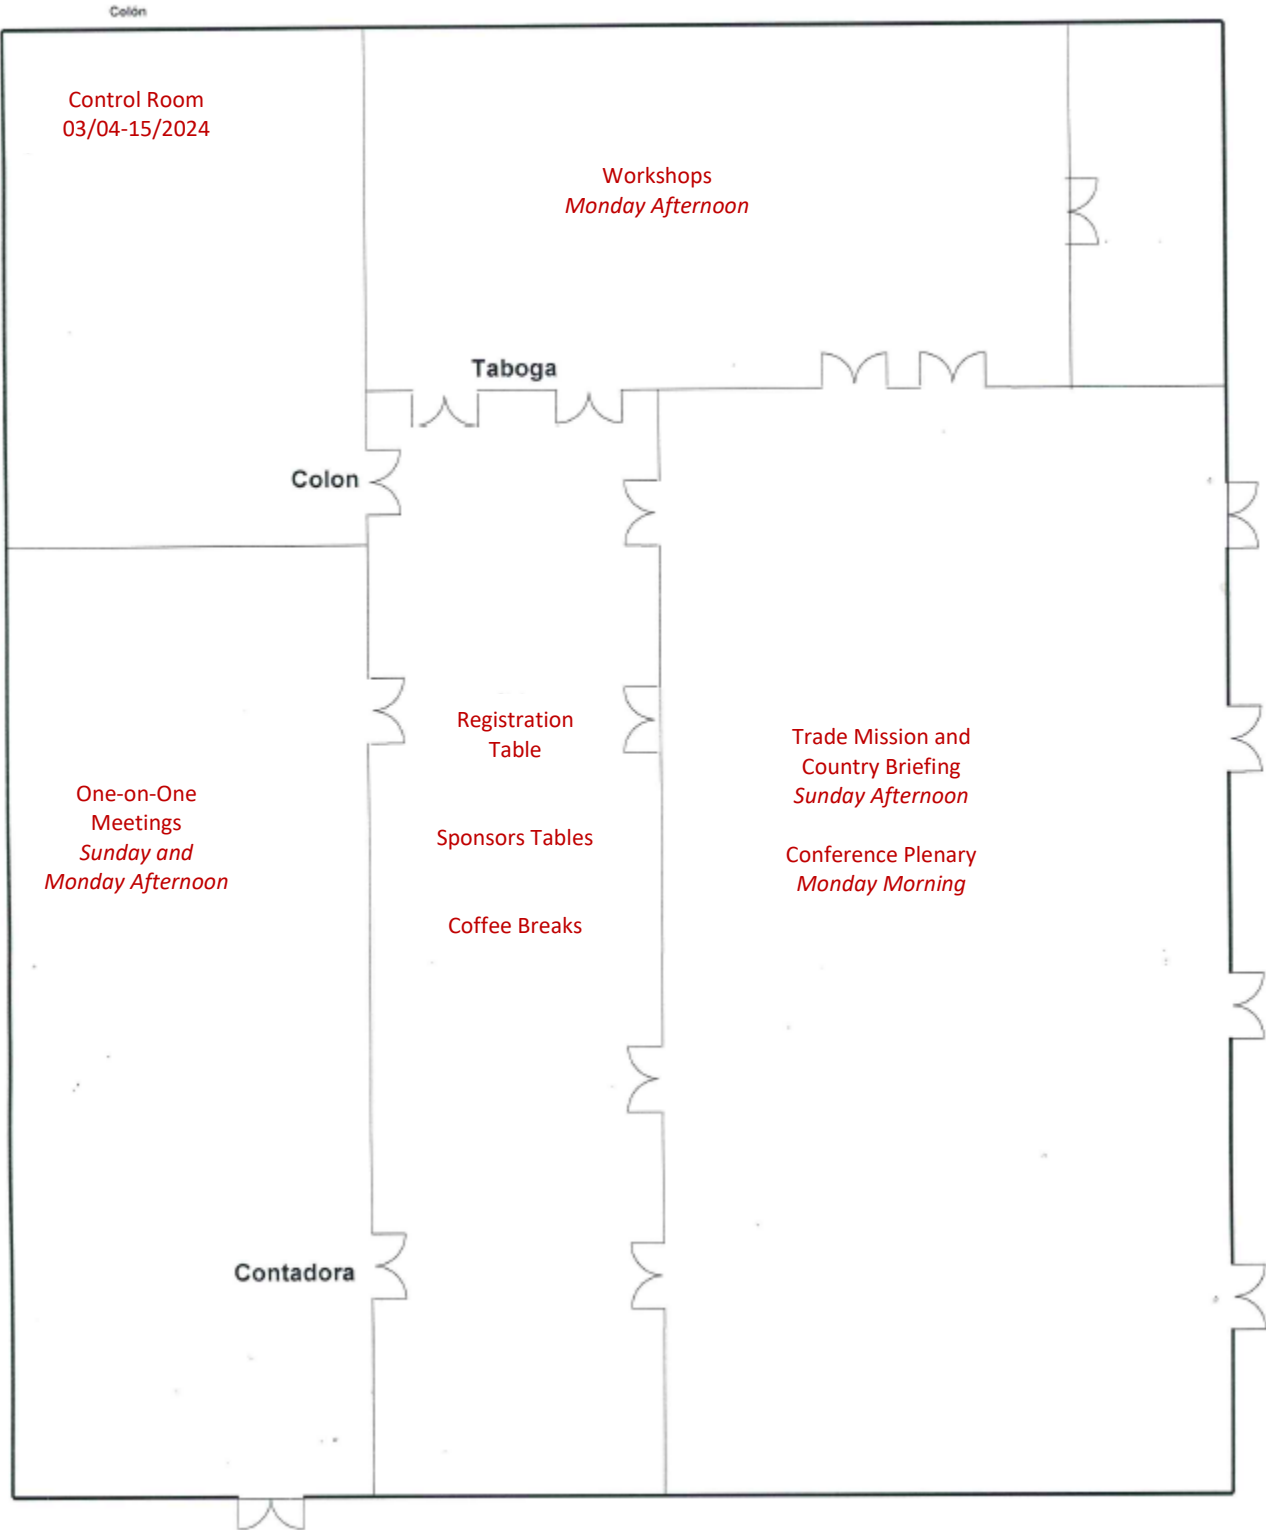 Colón
Control Room
03/04-15/2024
Workshops
Monday Afternoon
Taboga
Colon
Registration
Table
Sponsors Tables
Coffee Breaks
Trade Mission and
Country Briefing
Sunday Afternoon
Conference Plenary
Monday Morning
One-on-One
Meetings
Sunday and
Monday Afternoon
Contadora